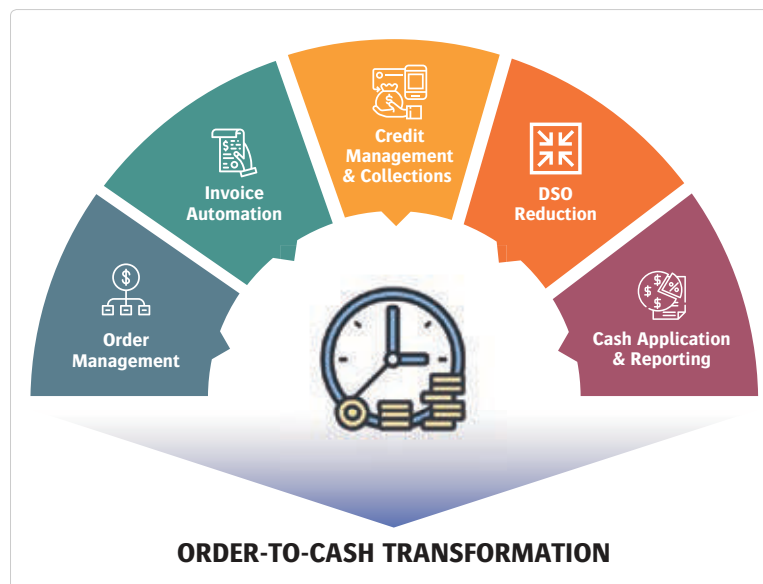 Order
Management
Invoice
Automation
Credit
Management
& Collections
DSO
Reduction
Cash Application
& Reporting
ORDER-TO-CASH TRANSFORMATION